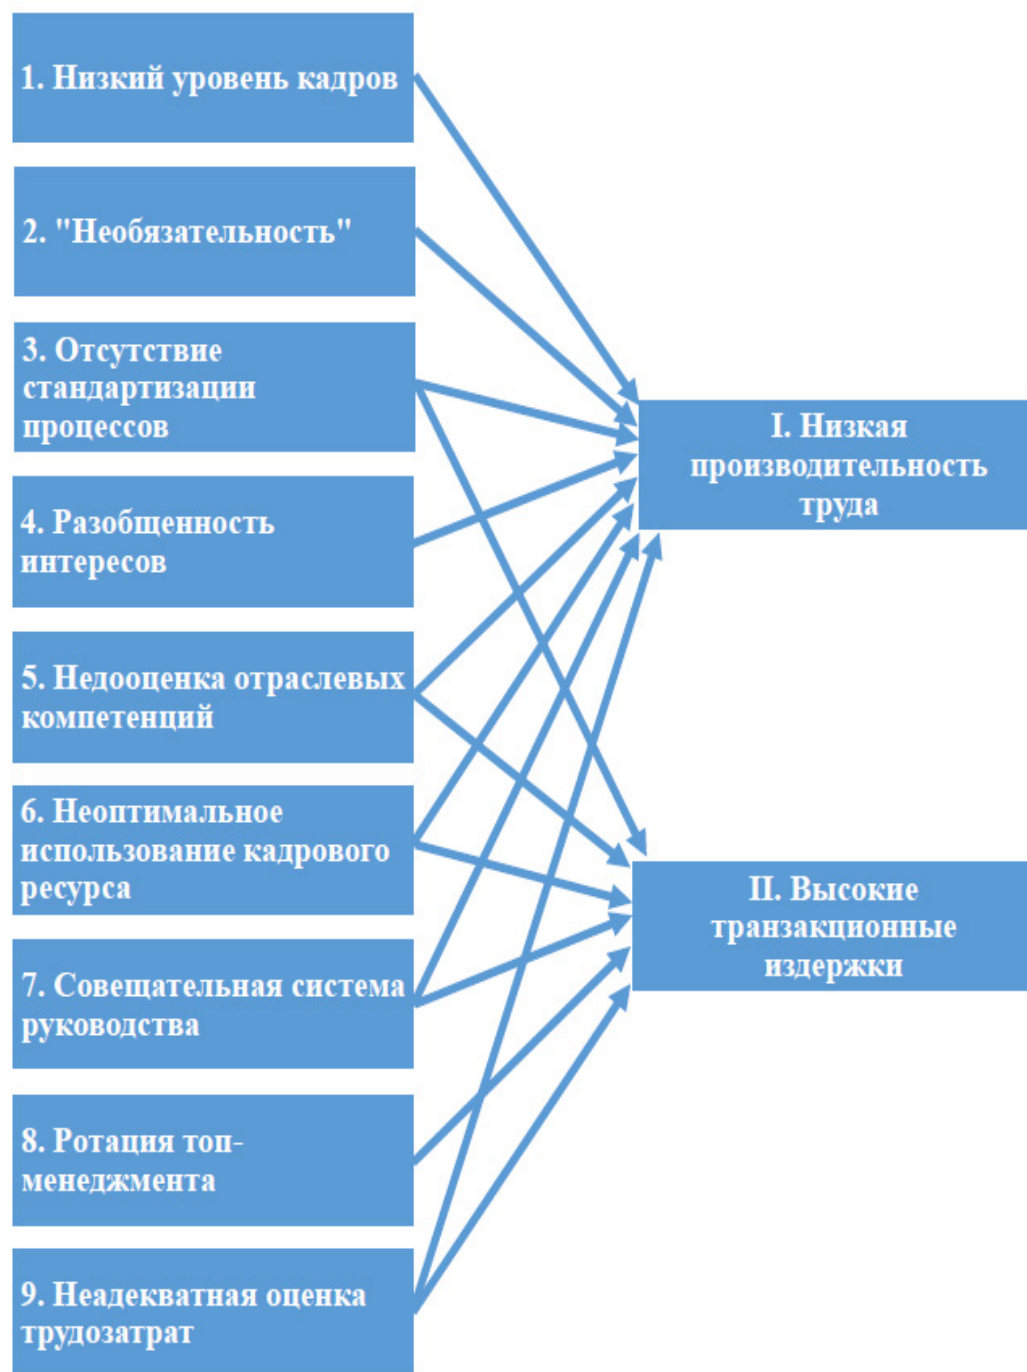 1. Низкий уровень кадров
2. "Необязательность"
3. Отсутствие
стандартизации
процессов
4. Разобщенность
интересов
5. Недооценка отраслевых
компетенций
6. Неоптимальное
использование кадрового
ресурса
7. Совещательная система
руководства
8. Ротация топ-
менеджмента
9. Неадекватная оценка
трудозатрат
I. Низкая
производительность
труда
II. Высокие
транзакционные
издержки